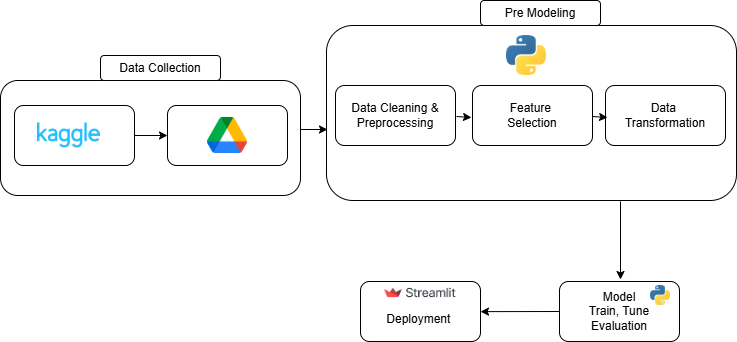 Pre Modeling
Data Collection
kaggle
Data Cleaning &
Preprocessing
Feature
Selection
Data
Transformation
Streamlit
Deployment
Model
Train, Tune
Evaluation